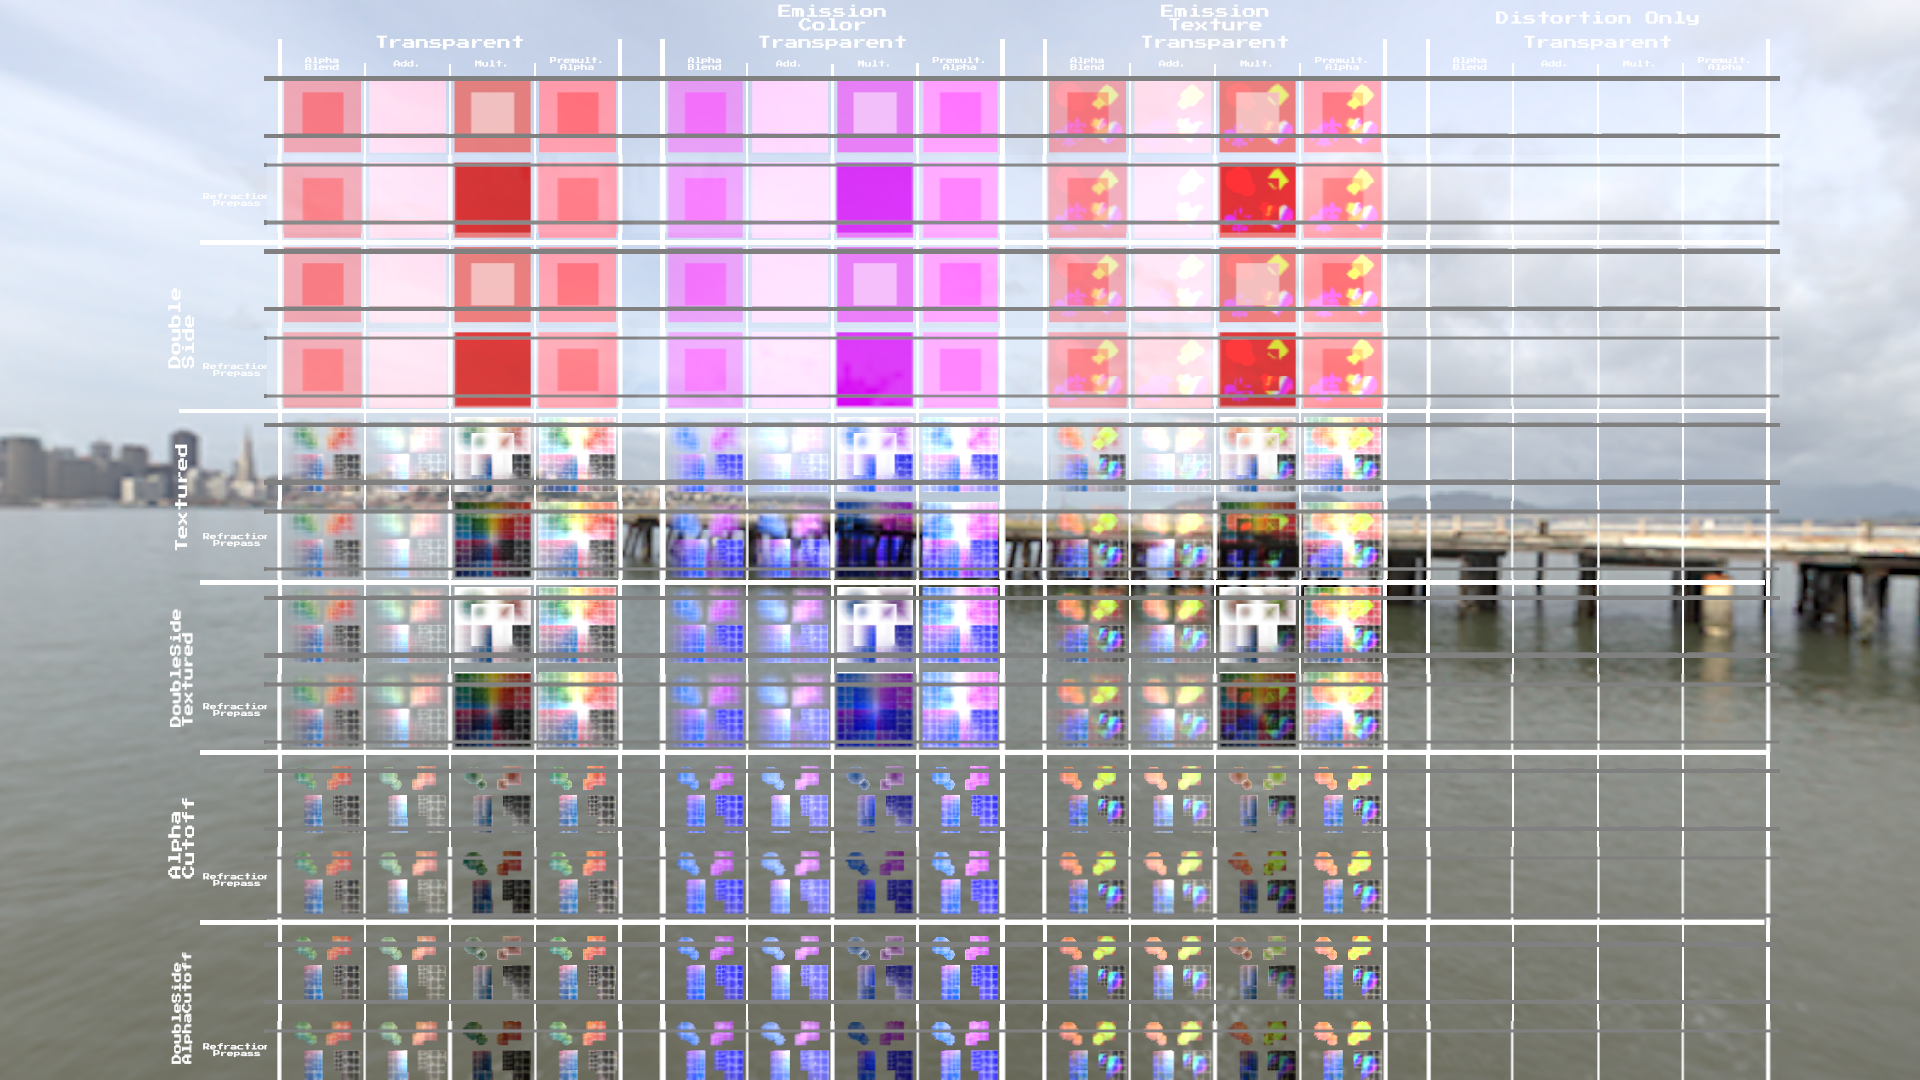 Emission
Color
Emission
Texture
Distortion Only
Transparent
Transparent
Transparent
Transparent
Alpha
Blend
Add.
Mult.
Premult.
Alpha
Alpha
Blend
Add.
Mult.
Premult.
Alpha
Alpha
Blend
Add.
Mult.
Premult.
Alpha
Alpha
Blend
Add.
Mult.
Premult.
Alpha
Refraction
Prepass
Double
Side
Refraction
Prepass
Textured
Refraction
Prepass
DoubleSide
Textured
Refraction
Prepass
Alpha
Cutoff
Refraction
Prepass
DoubleSide
AlphaCutoff
Refraction
Prepass